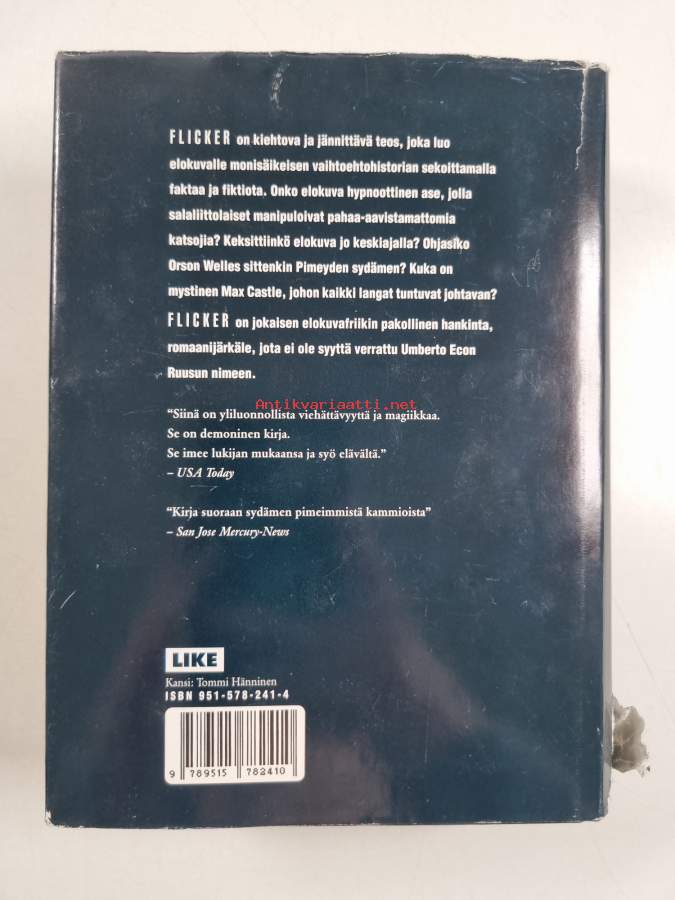 FLICKER on kiehtova ja jännittävä teos, joka luo
elokuvalle monisäikeisen vaihtoehtohistorian sekoittamalla
faktaa ja fiktiota. Onko elokuva hypnoottinen ase, jolla
salaliittolaiset manipuloivat pahaa-aavistamattomia
katsojia? Keksittiinkö elokuva jo keskiajalla? Ohjasiko
Orson Welles sittenkin Pimeyden sydämen? Kuka on
mystinen Max Castle, johon kaikki langat tuntuvat johtavan?
FLICKER on jokaisen elokuvafriikin pakollinen hankinta,
romaanijärkäle, jota ei ole syyttä verrattu Umberto Econ
Ruusun nimeen.
Antikvariaatti.net
"Siinä on yliluonnollista viehättävyyttä ja magiikkaa.
Se on demoninen kirja.
Se imee lukijan mukaansa ja syö elävältä."
– USA Today
"Kirja suoraan sydämen pimeimmistä kammioista"
– San Jose Mercury-News
LIKE
Kansi: Tommi Hänninen
ISBN 951-578-241-4
9 789515 782410